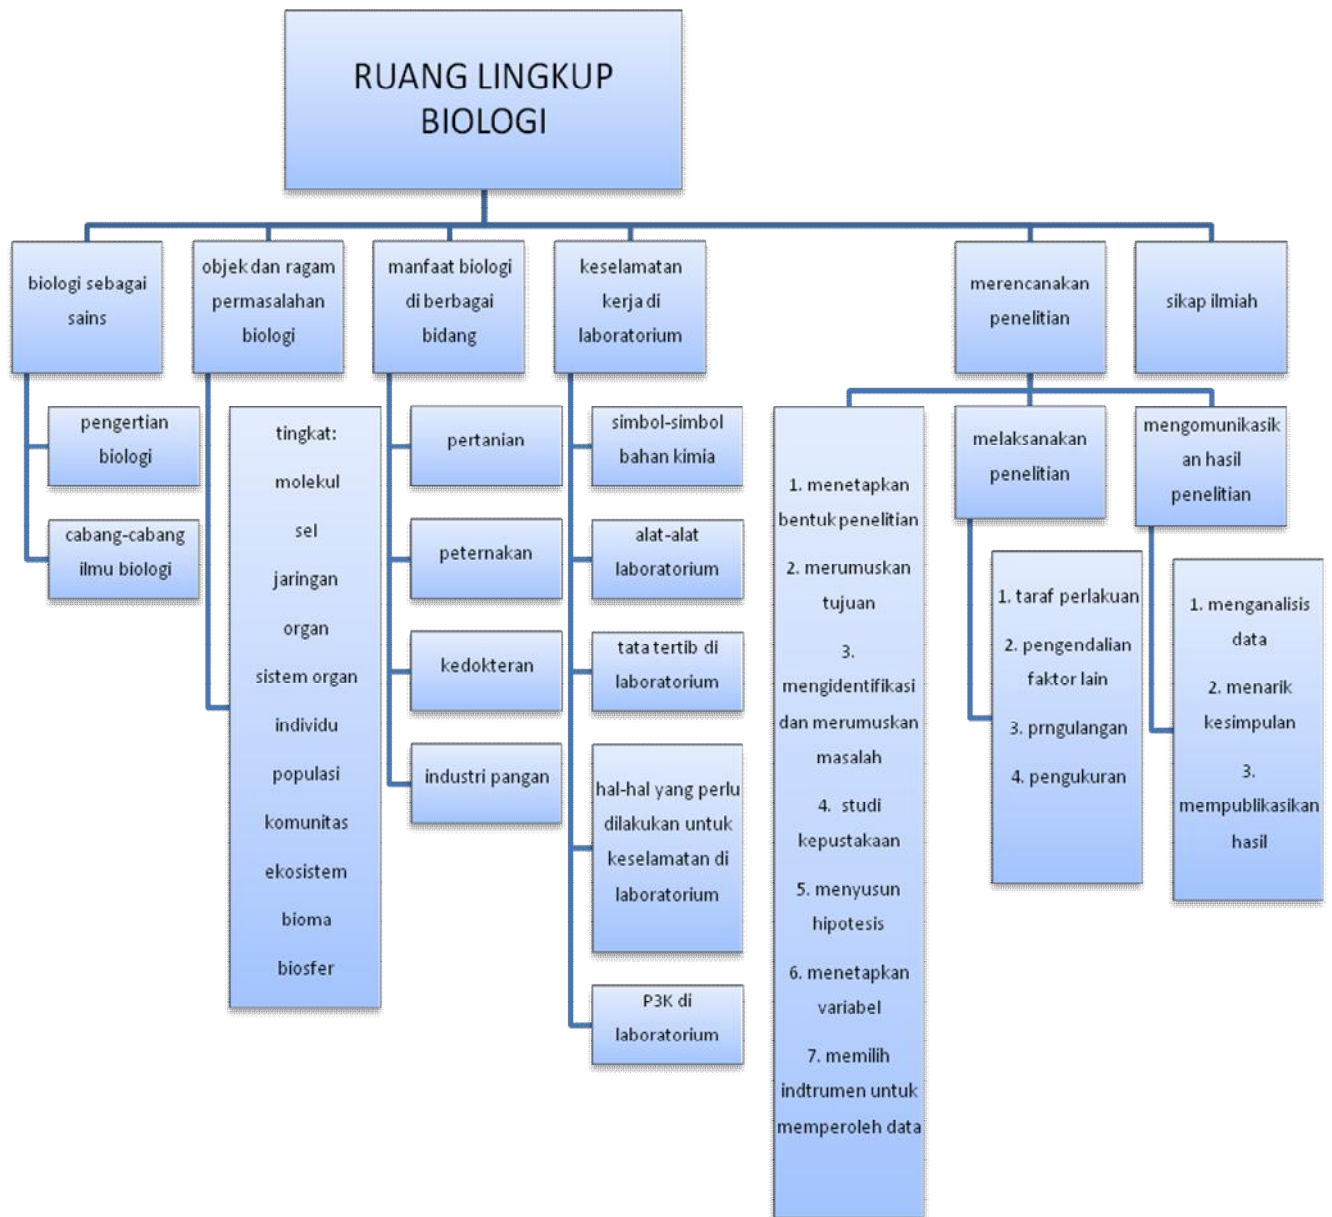 RUANG LINGKUP
BIOLOGI
biologi sebagai
sains
pengertian
biologi
cabang-cabang
ilmu biologi
objek dan ragam
permasalahan
biologi
tingkat:
molekul
sel
jaringan
organ
sistem organ
individu
populasi
komunitas
ekosistem
bioma
biosfer
manfaat biologi
di berbagai
bidang
pertanian
peternakan
kedokteran
industri pangan
keselamatan
kerja di
laboratorium
simbol-simbol
bahan kimia
alat-alat
laboratorium
tata tertib di
laboratorium
hal-hal yang perlu
dilakukan untuk
keselamatan di
laboratorium
P3K di
laboratorium
merencanakan
penelitian
1. menetapkan
bentuk penelitian
2. merumuskan
tujuan
3.
mengidentifikasi
dan merumuskan
masalah
4. studi
kepustakaan
5. menyusun
hipotesis
6. menetapkan
variabel
7. memilih
indtrumen untuk
memperoleh data
melaksanakan
penelitian
1. taraf perlakuan
2. pengendalian
faktor lain
3. prngulangan
4. pengukuran
mengomunikasik
an hasil
penelitian
1. menganalisis
data
2. menarik
kesimpulan
3.
mempublikasikan
hasil
sikap ilmiah